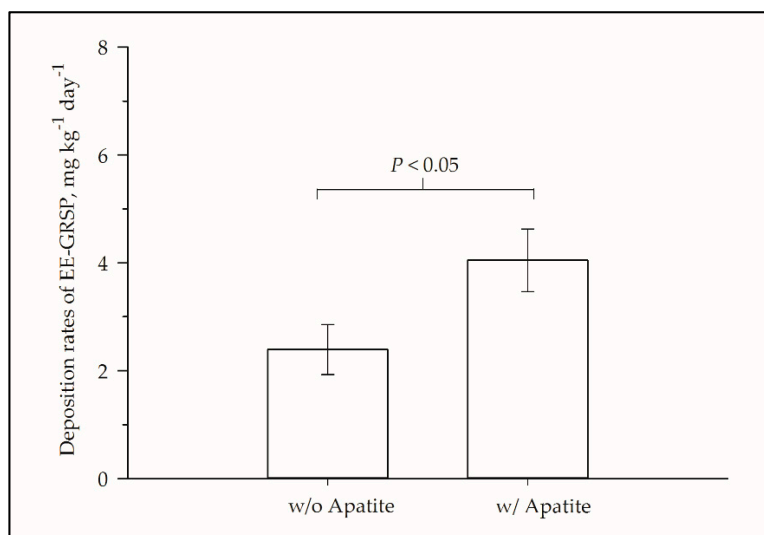 Deposition rates of EE-GRSP, mg kg⁻¹ day⁻¹
8
6
4
2
0
P < 0.05
w/o Apatite
w/ Apatite